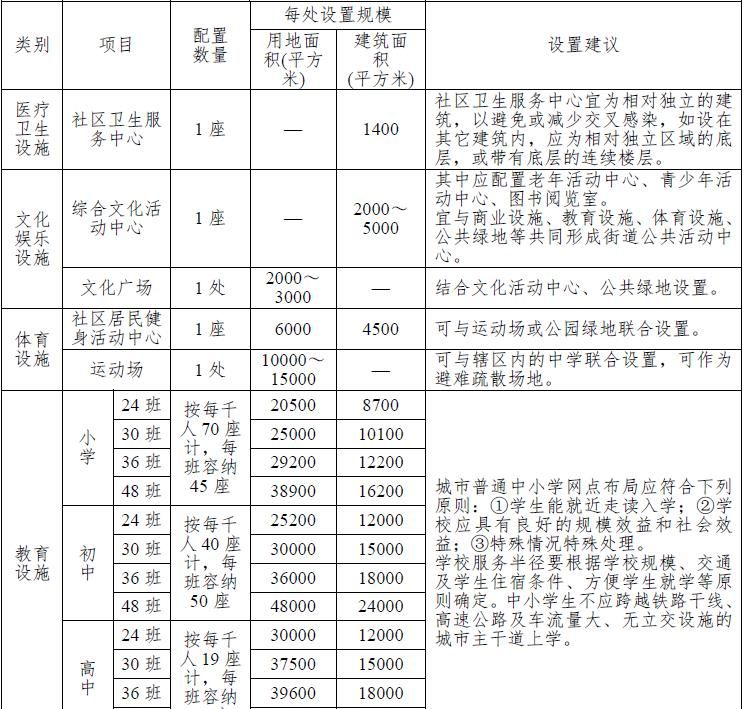 类别
项目
配置
数量
每处设置规模
用地面
积(平方
米)
建筑面
积
(平方米)
设置建议
医疗
卫生
设施
社区卫生服
务中心
1 座
—
1400
社区卫生服务中心宜为相对独立的建
筑，以避免或减少交叉感染，如设在
其它建筑内，应为相对独立区域的底
层，或带有底层的连续楼层。
文化
娱乐
设施
综合文化活
动中心
1 座
—
2000～
5000
其中应配置老年活动中心、青少年活
动中心、图书阅览室。
宜与商业设施、教育设施、体育设施、
公共绿地等共同形成街道公共活动中
心。
文化广场
1 处
2000～
3000
—
结合文化活动中心、公共绿地设置。
体育
设施
社区居民健
身活动中心
1 座
6000
4500
可与运动场或公园绿地联合设置。
运动场
1 处
10000～
15000
—
可与辖区内的中学联合设置，可作为
避难疏散场地。
教育
设施
小
学
24 班
30 班
36 班
48 班
按每千
人 70 座
计，每
班容纳
45 座
20500
8700
25000
10100
29200
12200
38900
16200
初
中
24 班
30 班
36 班
48 班
按每千
人 40 座
计，每
班容纳
50 座
25200
12000
30000
15000
36000
18000
48000
24000
高
中
24 班
30 班
36 班
按每千
人 19 座
计，每
班容纳
30000
12000
37500
15000
39600
18000
城市普通中小学网点布局应符合下列
原则：①学生能就近走读入学；②学
校应具有良好的规模效益和社会效
益；③特殊情况特殊处理。
学校服务半径要根据学校规模、交通
及学生住宿条件、方便学生就学等原
则确定。中小学生不应跨越铁路干线、
高速公路及车流量大、无立交设施的
城市主干道上学。